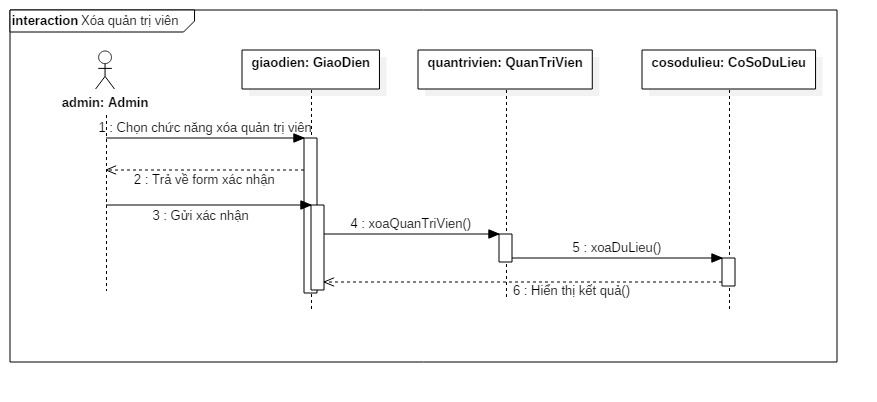 interaction Xóa quản trị viên
giaodien: GiaoDien
quantrivien: QuanTriVien
cosodulieu: CoSoDuLieu
admin: Admin
1 : Chọn chức năng xóa quản trị viên
2 : Trả về form xác nhận
3 : Gửi xác nhận
4 : xoaQuanTriVien()
5 : xoaDuLieu()
6 : Hiển thị kết quả()